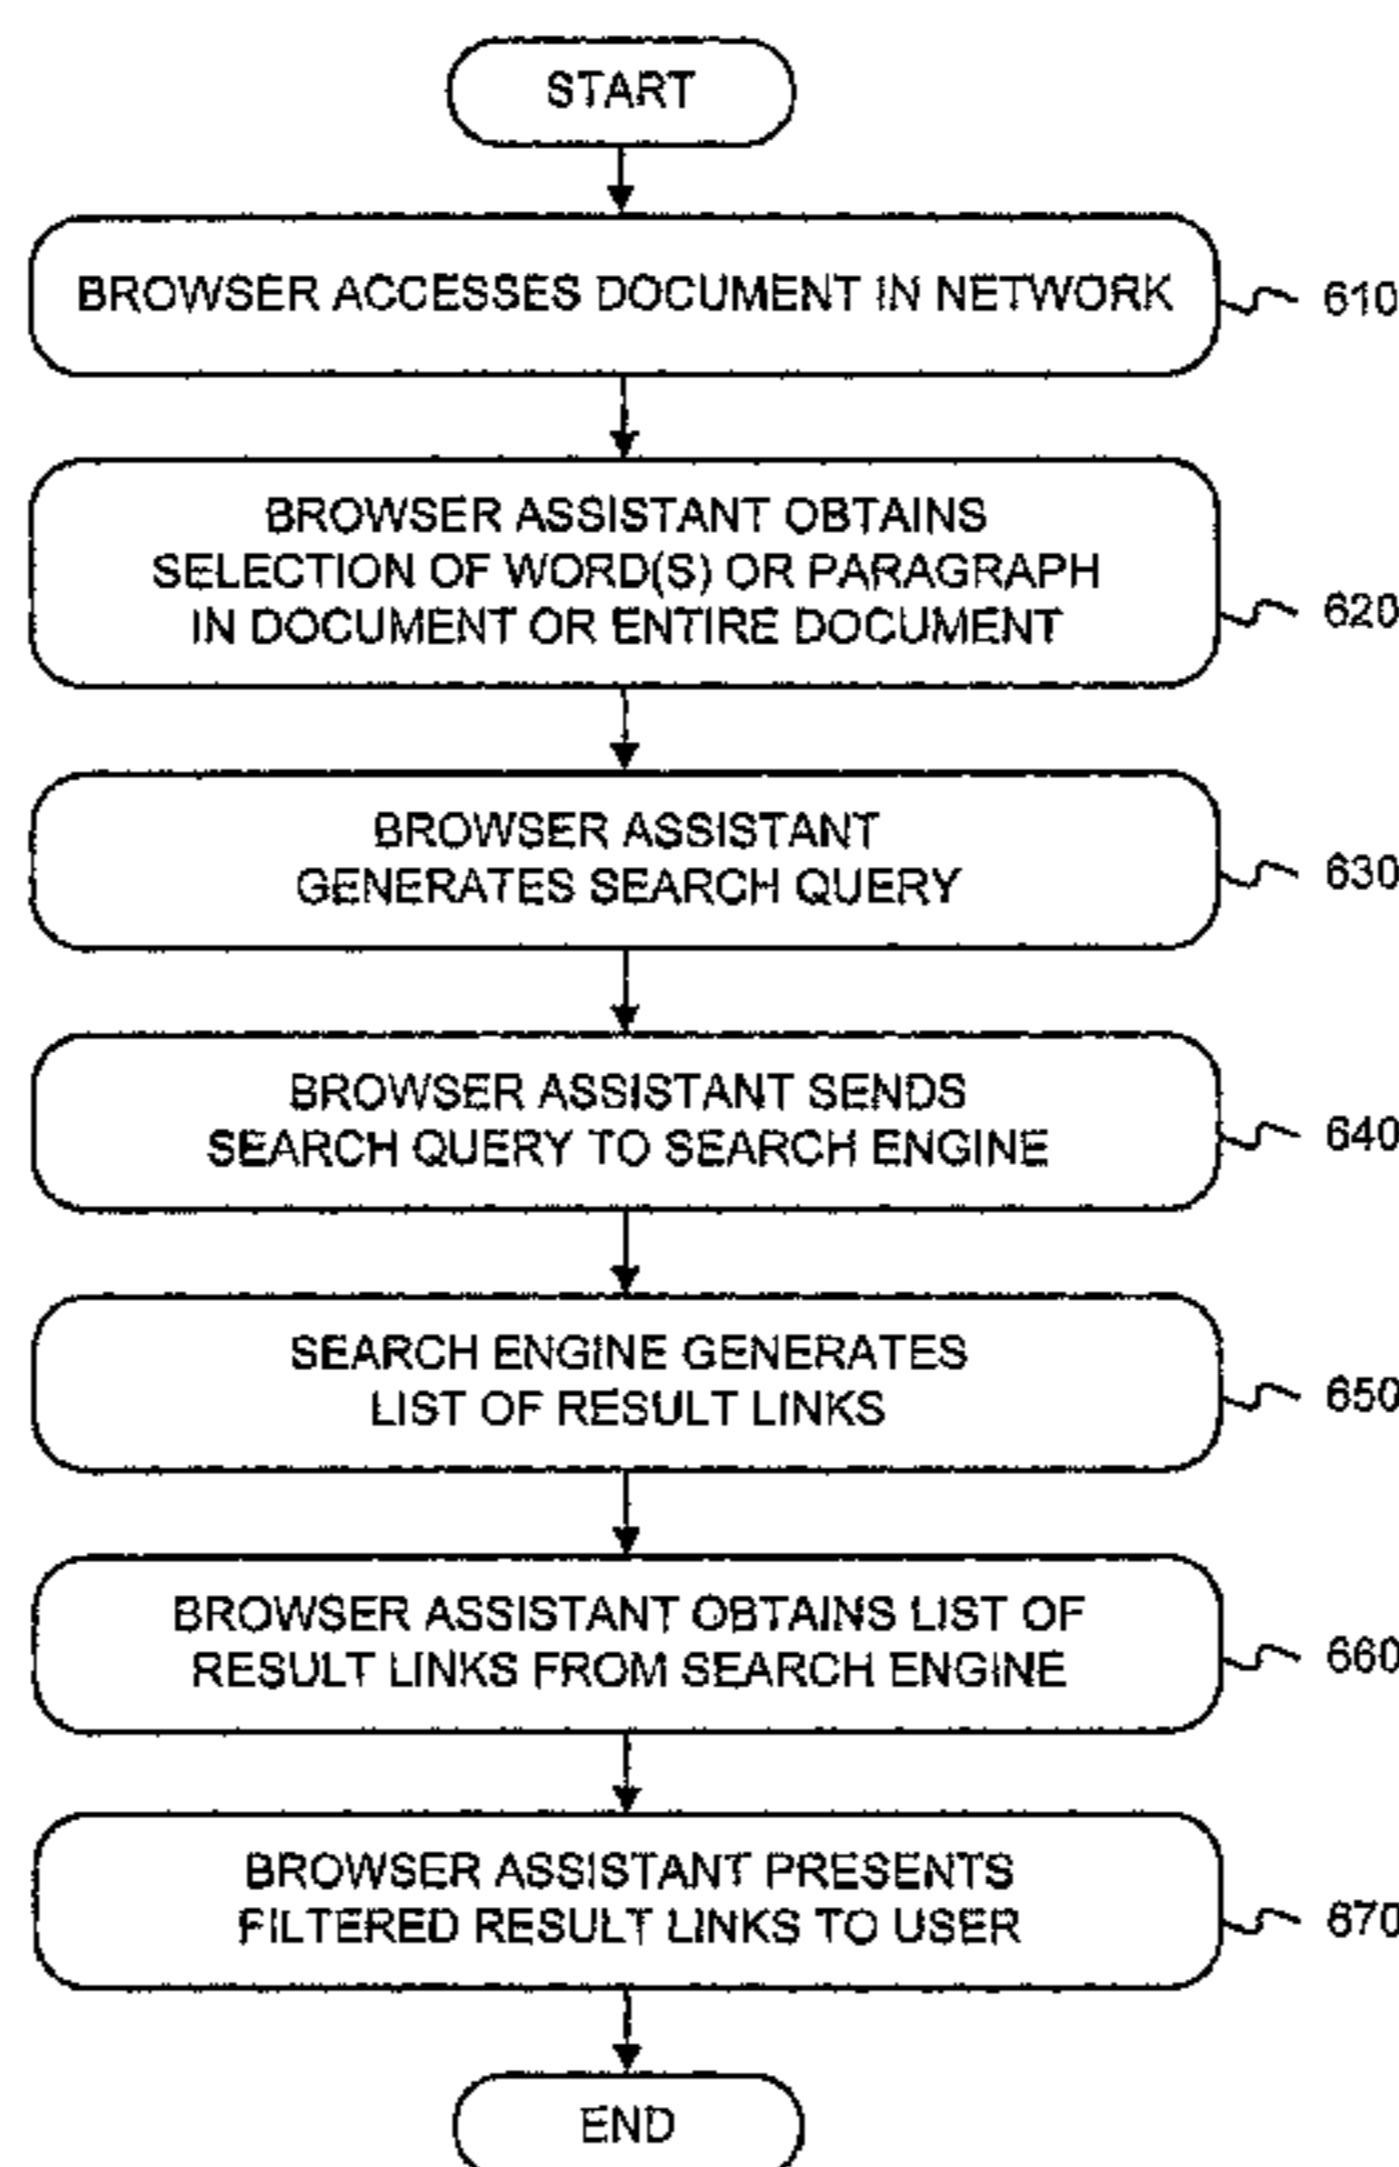 START
BROWSER ACCESSES DOCUMENT IN NETWORK
610
BROWSER ASSISTANT OBTAINS
SELECTION OF WORD(S) OR PARAGRAPH
IN DOCUMENT OR ENTIRE DOCUMENT
620
BROWSER ASSISTANT
GENERATES SEARCH QUERY
630
BROWSER ASSISTANT SENDS
SEARCH QUERY TO SEARCH ENGINE
640
SEARCH ENGINE GENERATES
LIST OF RESULT LINKS
650
BROWSER ASSISTANT OBTAINS LIST OF
RESULT LINKS FROM SEARCH ENGINE
660
BROWSER ASSISTANT PRESENTS
FILTERED RESULT LINKS TO USER
670
END